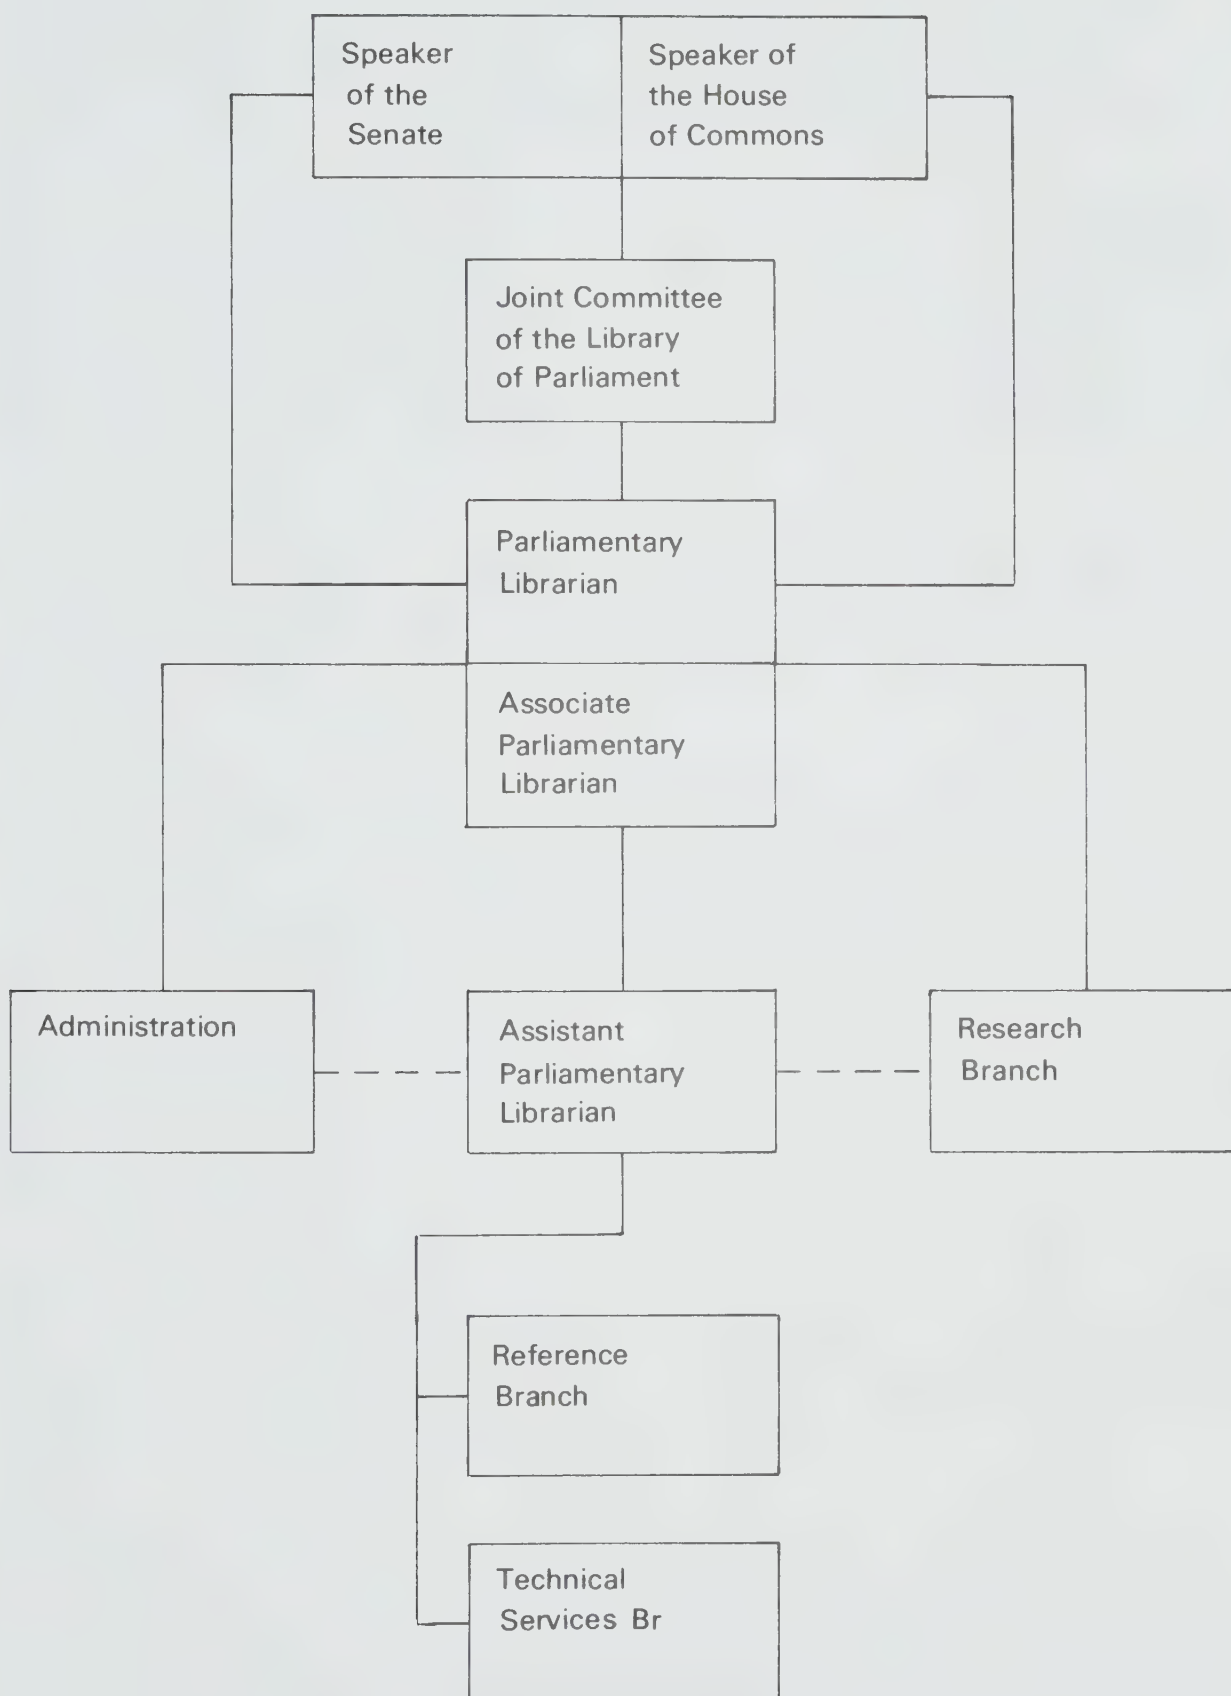 Speaker
of the
Senate
Speaker of
the House
of Commons
Joint Committee
of the Library
of Parliament
Parliamentary
Librarian
Associate
Parliamentary
Librarian
Administration
Assistant
Parliamentary
Librarian
Research
Branch
Reference
Branch
Technical
Services Br